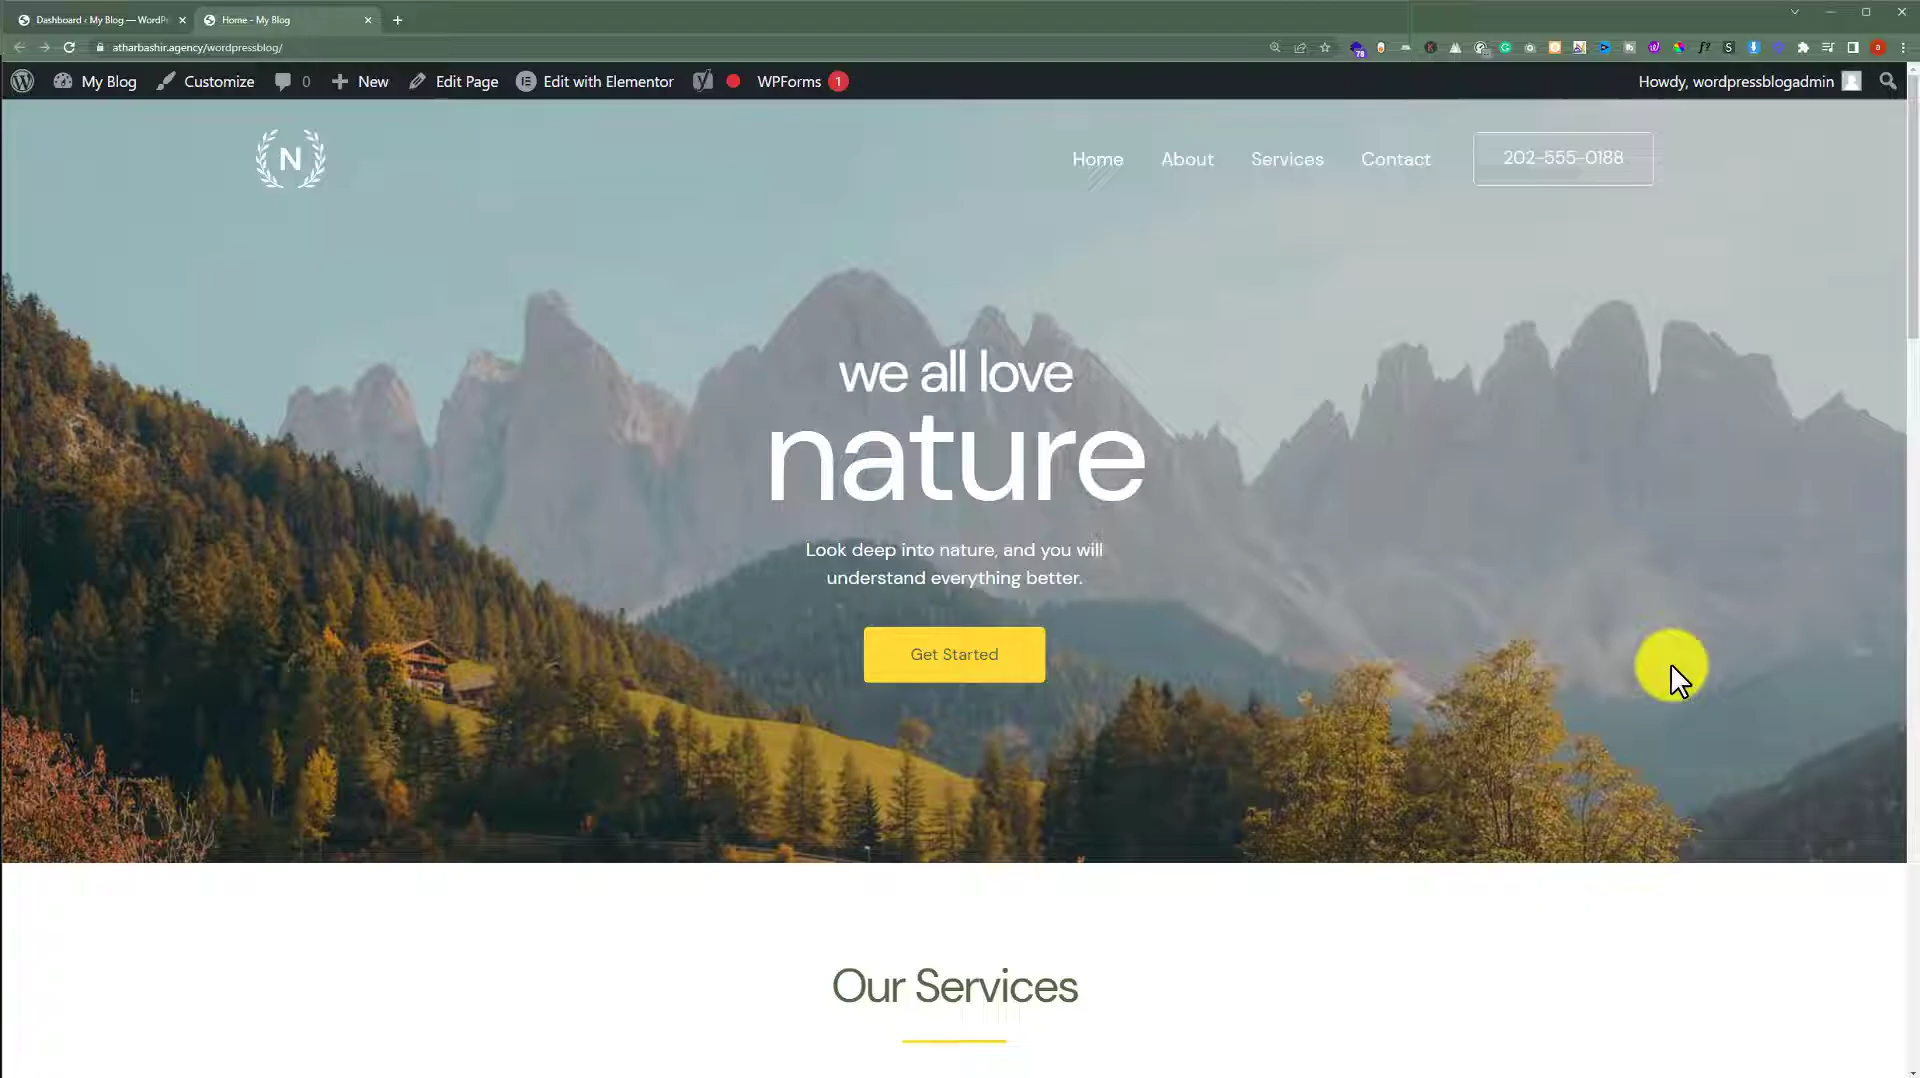 Dashboard ‹ My Blog — WordPr
Home - My Blog
atharbashir.agency/wordpressblog/
My Blog
Customize
0
New
Edit Page
Edit with Elementor
WPForms 1
Howdy, wordpressblogadmin
N
Home
About
Services
Contact
202-555-0188
we all love
nature
Look deep into nature, and you will
understand everything better.
Get Started
Our Services